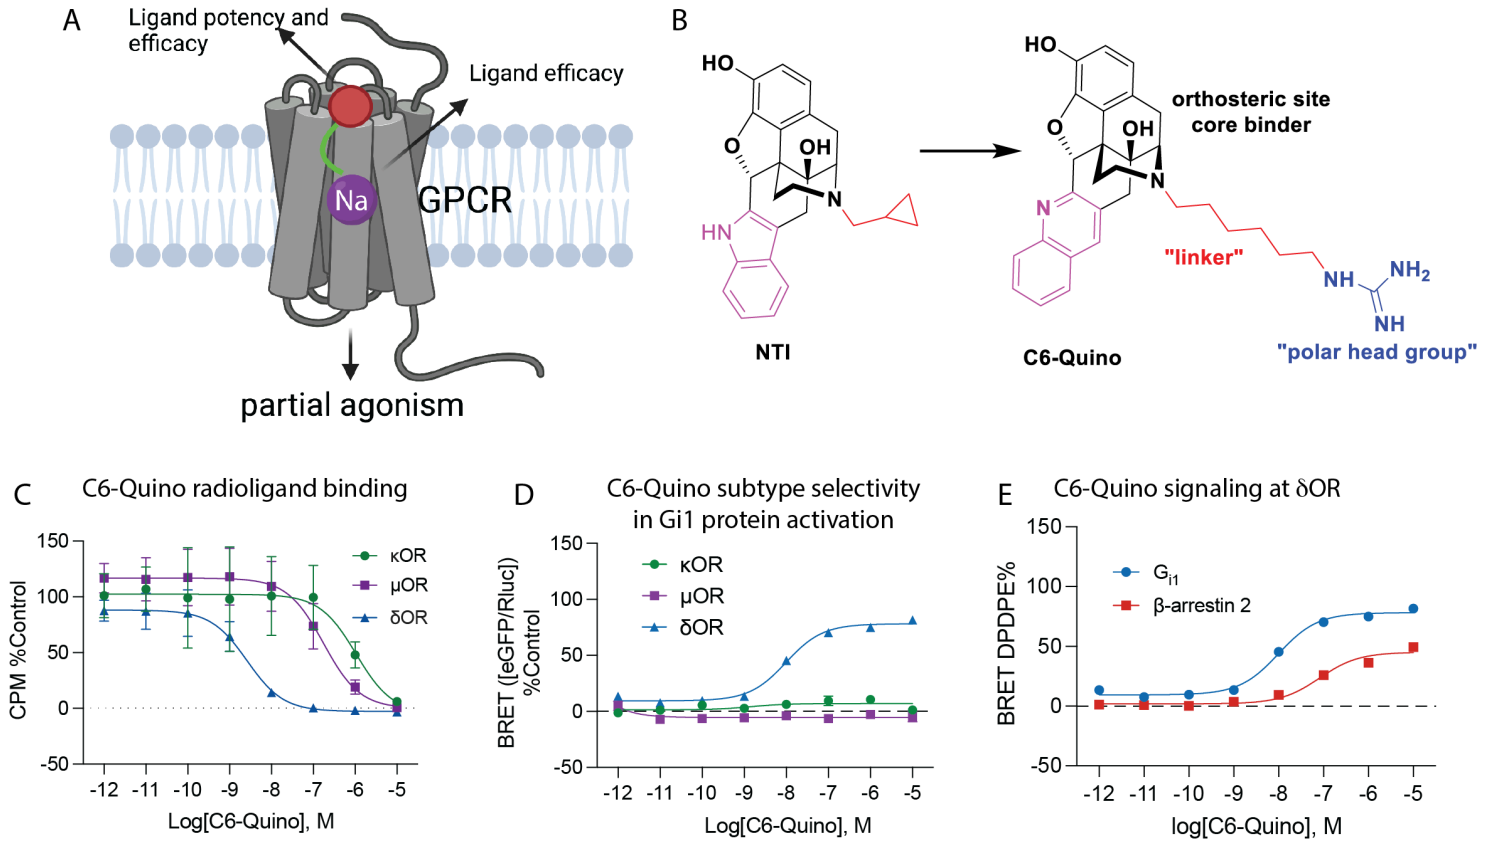 A
Ligand potency and
efficacy
Ligand efficacy
Na
GPCR
partial agonism
B
HO
O
OH
N
HN
NTI
HO
O
OH
N
N
orthosteric site
core binder
"linker"
NH
NH2
NH
"polar head group"
C6-Quino
C
C6-Quino radioligand binding
CPM %Control
150
100
50
0
-50
κOR
μOR
δOR
-12 -11 -10 -9 -8 -7 -6 -5
Log[C6-Quino], M
D
C6-Quino subtype selectivity
in Gi1 protein activation
BRET ([eGFP/Rluc])
%Control
150
100
50
0
-50
κOR
μOR
δOR
-12 -11 -10 -9 -8 -7 -6 -5
Log[C6-Quino], M
E
C6-Quino signaling at δOR
BRET DPDPE%
150
100
50
0
-50
Gi1
β-arrestin 2
-12 -11 -10 -9 -8 -7 -6 -5
log[C6-Quino], M